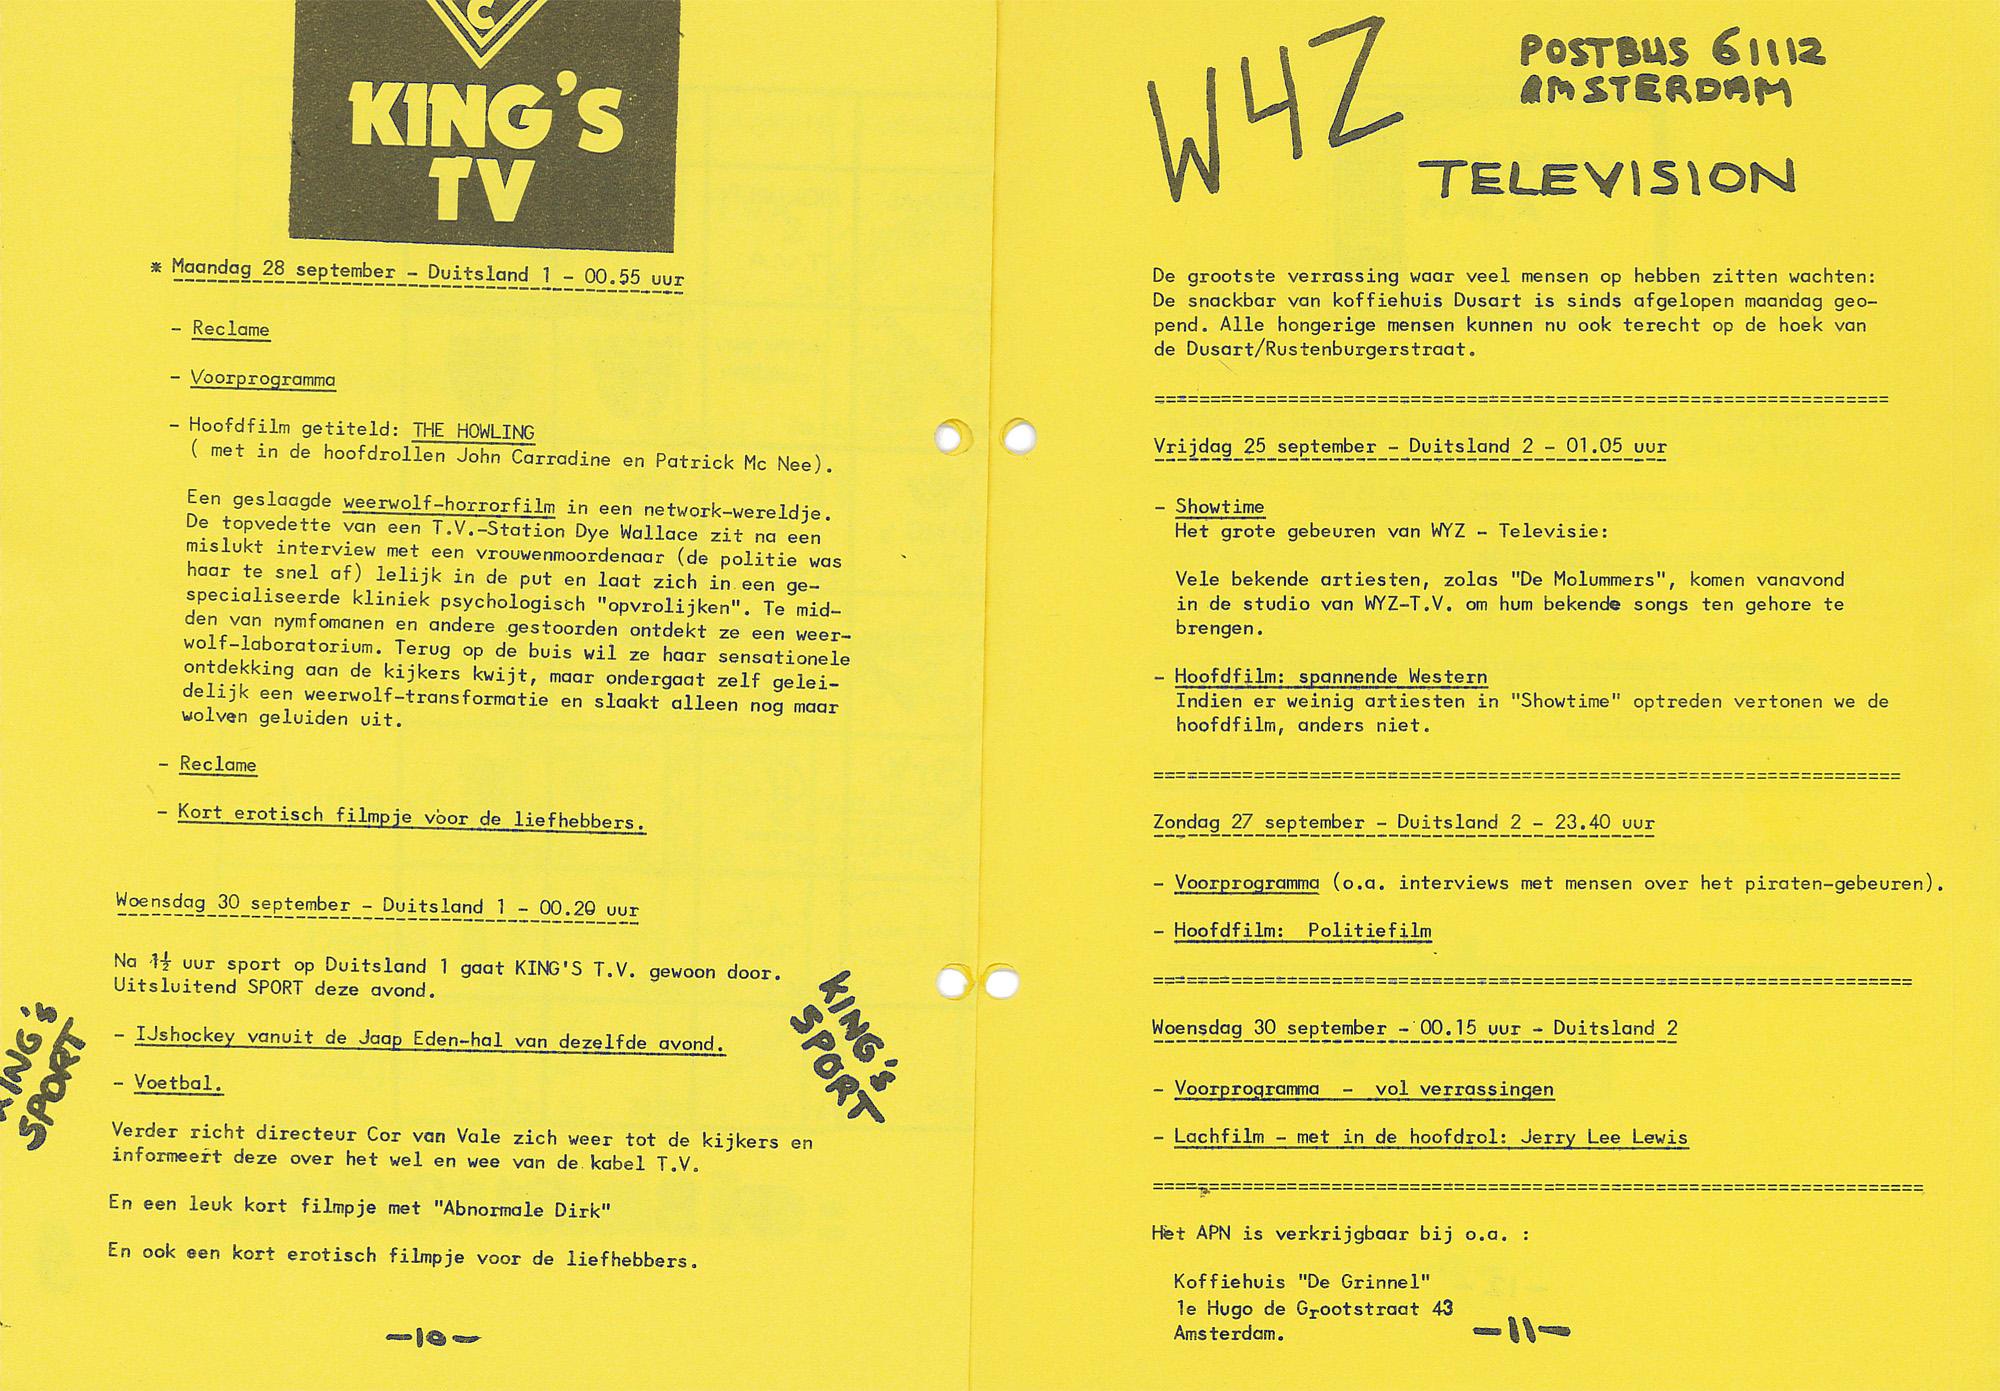 C
KING'S
TV
* Maandag 28 september - Duitsland 1 - 00.55 uur
- Reclame
- Voorprogramma
- Hoofdfilm getiteld: THE HOWLING
( met in de hoofdrollen John Carradine en Patrick Mc Nee).
Een geslaagde weerwolf-horrorfilm in een network-wereldje.
De topvedette van een T.V.-Station Dye Wallace zit na een
mislukt interview met een vrouwenmoordenaar (de politie was
haar te snel af) lelijk in de put en laat zich in een ge-
specialiseerde kliniek psychologisch "opvrolijken". Te mid-
den van nymfomanen en andere gestoorden ontdekt ze een weer-
wolf-laboratorium. Terug op de buis wil ze haar sensationele
ontdekking aan de kijkers kwijt, maar ondergaat zelf gelei-
delijk een weerwolf-transformatie en slaakt alleen nog maar
wolven geluiden uit.
- Reclame
- Kort erotisch filmpje voor de liefhebbers.
Woensdag 30 september - Duitsland 1 - 00.20 uur
Na 1½ uur sport op Duitsland 1 gaat KING'S T.V. gewoon door.
Uitsluitend SPORT deze avond.
KING'S
SPORT
KING'S
SPORT
- IJshockey vanuit de Jaap Eden-hal van dezelfde avond.
- Voetbal.
Verder richt directeur Cor van Vale zich weer tot de kijkers en
informeert deze over het wel en wee van de kabel T.V.
En een leuk kort filmpje met "Abnormale Dirk"
En ook een kort erotisch filmpje voor de liefhebbers.
-10-
WYZ
POSTBUS 61112
AMSTERDAM
TELEVISION
De grootste verrassing waar veel mensen op hebben zitten wachten:
De snackbar van koffiehuis Dusart is sinds afgelopen maandag geo-
pend. Alle hongerige mensen kunnen nu ook terecht op de hoek van
de Dusart/Rustenburgerstraat.
==================================================================
Vrijdag 25 september - Duitsland 2 - 01.05 uur
- Showtime
Het grote gebeuren van WYZ - Televisie:
Vele bekende artiesten, zolas "De Molummers", komen vanavond
in de studio van WYZ-T.V. om hum bekende songs ten gehore te
brengen.
- Hoofdfilm: spannende Western
Indien er weinig artiesten in "Showtime" optreden vertonen we de
hoofdfilm, anders niet.
==================================================================
Zondag 27 september - Duitsland 2 - 23.40 uur
- Voorprogramma (o.a. interviews met mensen over het piraten-gebeuren).
- Hoofdfilm: Politiefilm
==================================================================
Woensdag 30 september - 00.15 uur - Duitsland 2
- Voorprogramma - vol verrassingen
- Lachfilm - met in de hoofdrol: Jerry Lee Lewis
==================================================================
Het APN is verkrijgbaar bij o.a. :
Koffiehuis "De Grinnel"
1e Hugo de Grootstraat 43
Amsterdam.
-11-